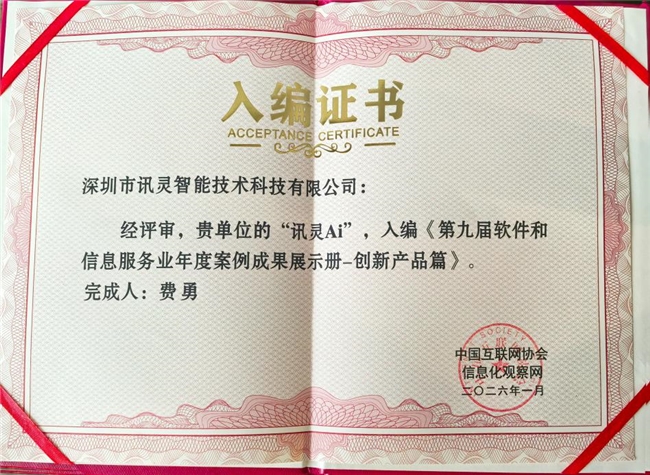 入编证书
ACCEPTANCE CERTIFICATE
深圳市讯灵智能技术科技有限公司：
经评审，贵单位的“讯灵Ai”，入编《第九届软件和
信息服务业年度案例成果展示册-创新产品篇》。
完成人：费勇
SOCIETY
中国互联网协会
信息化观察网
二〇二六年一月